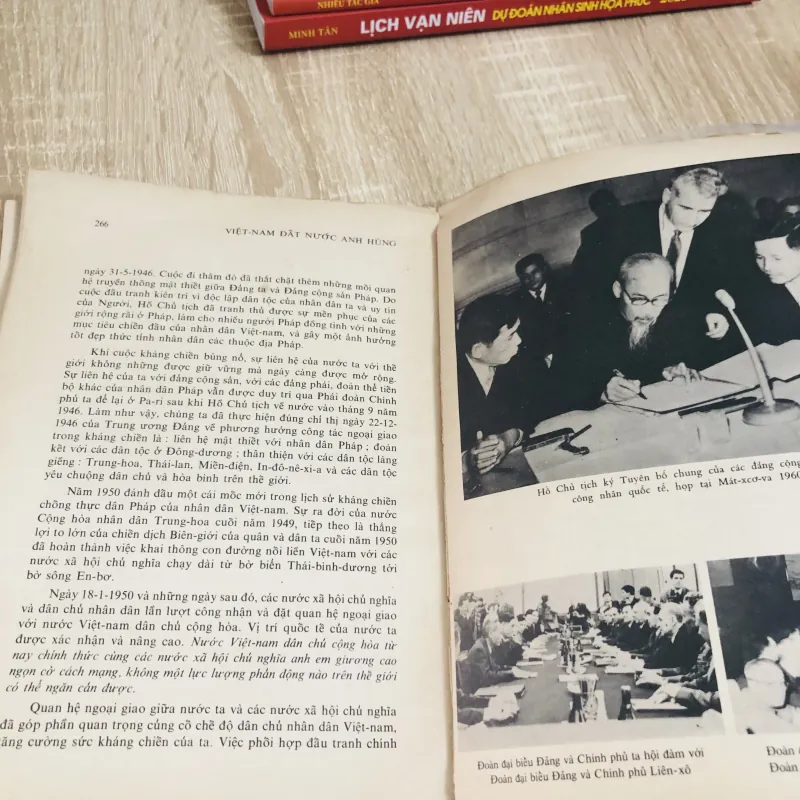 NHIỀU TÁC GIẢ
MINH TÂN LỊCH VẠN NIÊN DỰ ĐOÁN NHÂN SINH HỌA PHÚC
266 VIỆT-NAM ĐẤT NƯỚC ANH HÙNG
ngày 31-5-1946. Cuộc đi thăm đó đã thắt chặt thêm những mối quan
hệ truyền thống mật thiết giữa Đảng ta và Đảng cộng sản Pháp. Do
cuộc đấu tranh kiên trì vì độc lập dân tộc của nhân dân ta và uy tín
của Người, Hồ Chủ tịch đã tranh thủ được sự mến phục của các
giới rộng rãi ở Pháp, làm cho nhiều người Pháp đồng tình với những
mục tiêu chiến đấu của nhân dân Việt-nam, và gây một ảnh hưởng
tốt đẹp thức tỉnh nhân dân các thuộc địa Pháp.
Khi cuộc kháng chiến bùng nổ, sự liên hệ của nước ta với thế
giới không những được giữ vững mà ngày càng được mở rộng.
Sự liên hệ của ta với đảng cộng sản, với các đảng phái, đoàn thể tiến
bộ khác của nhân dân Pháp vẫn được duy trì qua Phái đoàn Chính
phủ ta để lại ở Pa-ri sau khi Hồ Chủ tịch về nước vào tháng 9 năm
1946. Làm như vậy, chúng ta đã thực hiện đúng chỉ thị ngày 22-12-
1946 của Trung ương Đảng về phương hướng công tác ngoại giao
trong kháng chiến là : liên hệ mật thiết với nhân dân Pháp ; đoàn
kết với các dân tộc ở Đông-dương ; thân thiện với các dân tộc láng
giềng : Trung-hoa, Thái-lan, Miến-điện, In-đô-nê-xi-a và các dân tộc
yêu chuộng dân chủ và hòa bình trên thế giới.
Năm 1950 đánh dấu một cái mốc mới trong lịch sử kháng chiến
chống thực dân Pháp của nhân dân Việt-nam. Sự ra đời của nước
Cộng hòa nhân dân Trung-hoa cuối năm 1949, tiếp theo là thắng
lợi to lớn của chiến dịch Biên-giới của quân và dân ta cuối năm 1950
đã hoàn thành việc khai thông con đường nối liền Việt-nam với các
nước xã hội chủ nghĩa chạy dài từ bờ biển Thái-bình-dương tới
bờ sông En-bơ.
Ngày 18-1-1950 và những ngày sau đó, các nước xã hội chủ nghĩa
và dân chủ nhân dân lần lượt công nhận và đặt quan hệ ngoại giao
với nước Việt-nam dân chủ cộng hòa. Vị trí quốc tế của nước ta
được xác nhận và nâng cao. Nước Việt-nam dân chủ cộng hòa từ
nay chính thức cùng các nước xã hội chủ nghĩa anh em giương cao
ngọn cờ cách mạng, không một lực lượng phản động nào trên thế giới
có thể ngăn cản được.
Quan hệ ngoại giao giữa nước ta và các nước xã hội chủ nghĩa
đã góp phần quan trọng củng cố chế độ dân chủ nhân dân Việt-nam,
tăng cường sức kháng chiến của ta. Việc phối hợp đấu tranh chính
Hồ Chủ tịch ký Tuyên bố chung của các đảng cộng
công nhân quốc tế, họp tại Mát-xcơ-va 1960
Đoàn đại biểu Đảng và Chính phủ ta hội đàm với
Đoàn đại biểu Đảng và Chính phủ Liên-xô
Đoàn
Đoàn